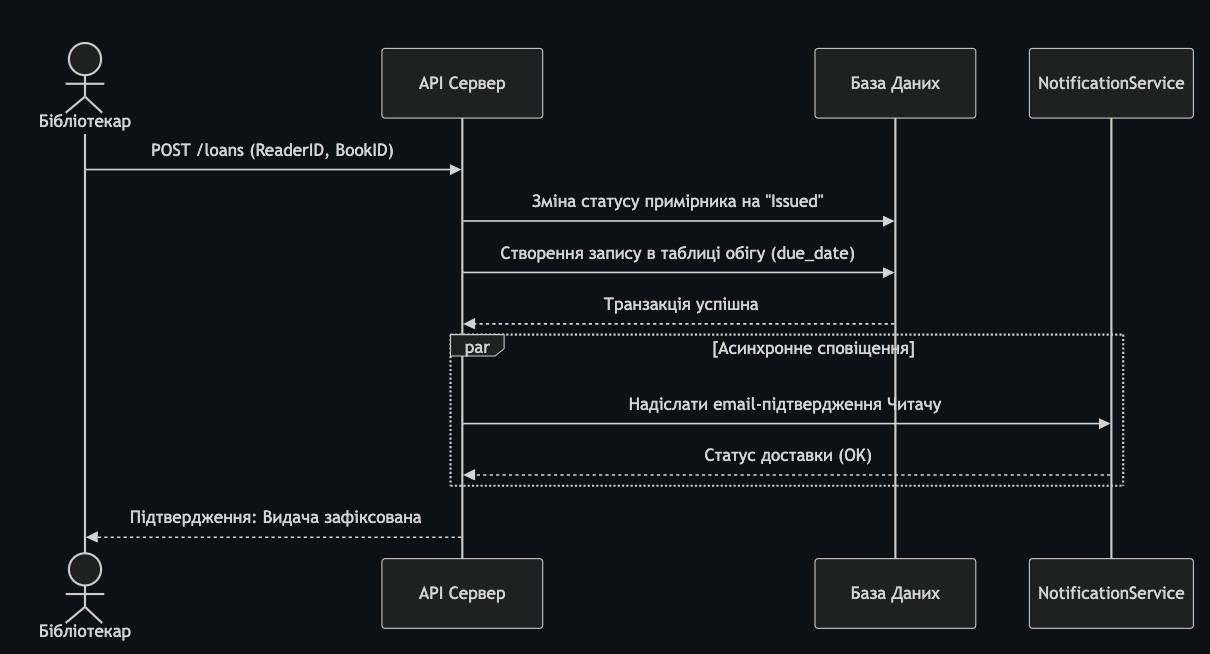 Бібліотекар
API Сервер
База Даних
NotificationService
POST /loans (ReaderID, BookID)
Зміна статусу примірника на "Issued"
Створення запису в таблиці обігу (due_date)
Транзакція успішна
par
[Асинхронне сповіщення]
Надіслати email-підтвердження Читачу
Статус доставки (OK)
Підтвердження: Видача зафіксована
Бібліотекар
API Сервер
База Даних
NotificationService